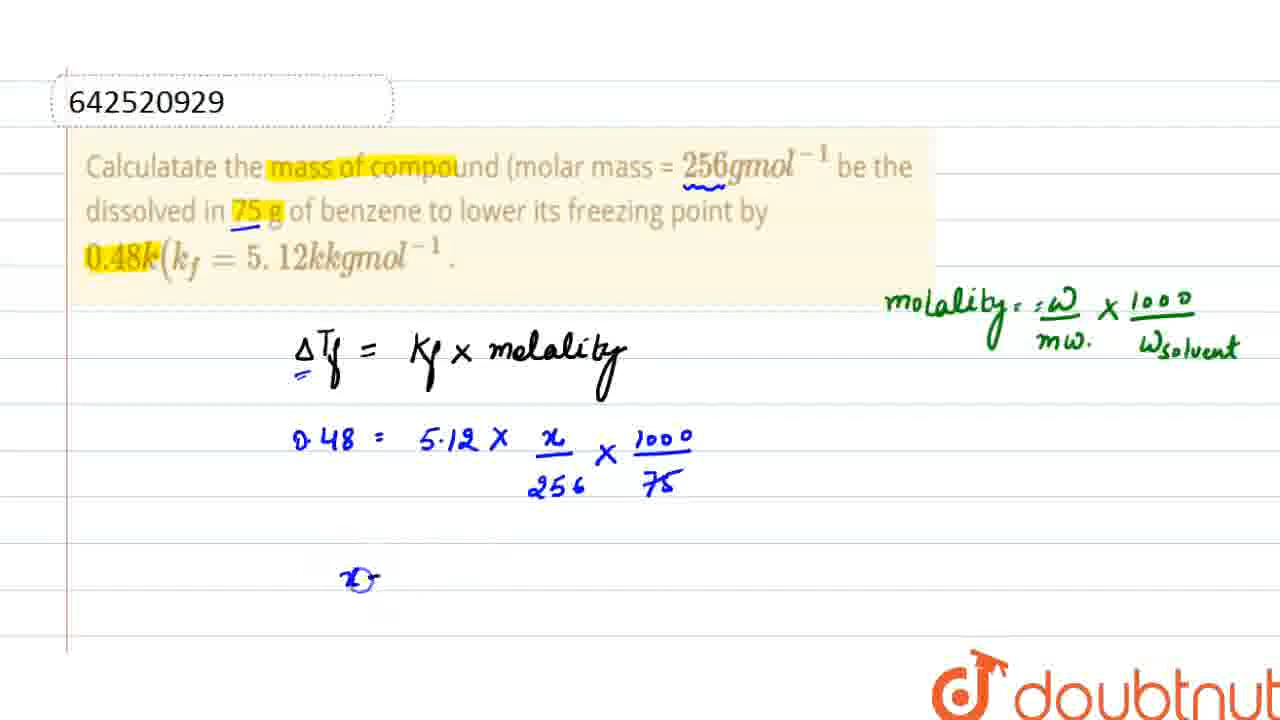 642520929
Calculatate the mass of compound (molar mass = 256gmol⁻¹ be the
dissolved in 75 g of benzene to lower its freezing point by
0.48k(k_f = 5.12kkgmol⁻¹.
molality = = w/mw. × 1000/w solvent
ΔTf = Kf × molality
0.48 = 5.12 × x/256 × 1000/75
x =
doubtnut